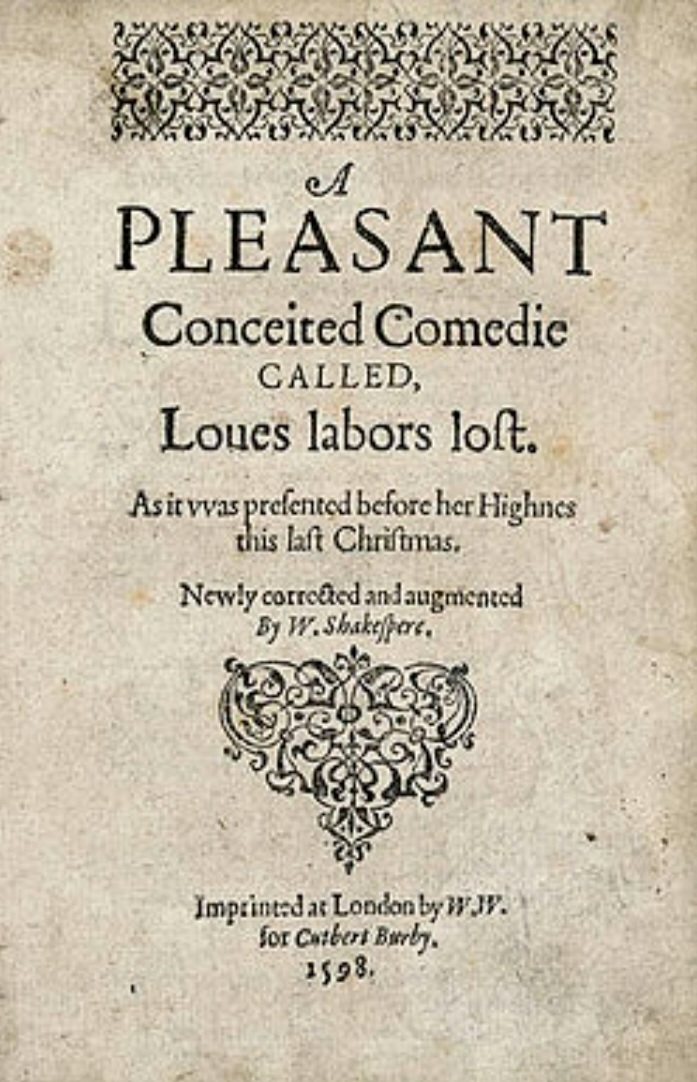 A
PLEASANT
Conceited Comedie
CALLED,
Loues labors loſt.
As it vvas preſented before her Highnes
this laſt Chriſtmas.
Newly corrected and augmented
By W. Shakeſpere.
Imprinted at London by W.W.
for Cutbert Burby.
1598.